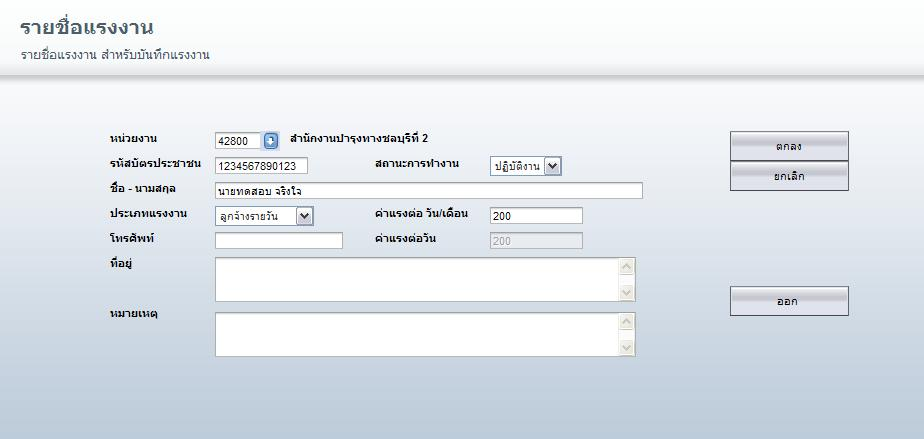 รายชื่อแรงงาน
รายชื่อแรงงาน สำหรับบันทึกแรงงาน
หน่วยงาน 42800 สำนักงานบำรุงทางชลบุรีที่ 2 ตกลง
รหัสบัตรประชาชน 1234567890123 สถานะการทำงาน ปฏิบัติงาน ยกเลิก
ชื่อ - นามสกุล นายทดสอบ จริงใจ
ประเภทแรงงาน ลูกจ้างรายวัน ค่าแรงต่อ วัน/เดือน 200
โทรศัพท์ ค่าแรงต่อวัน 200
ที่อยู่
ออก
หมายเหตุ